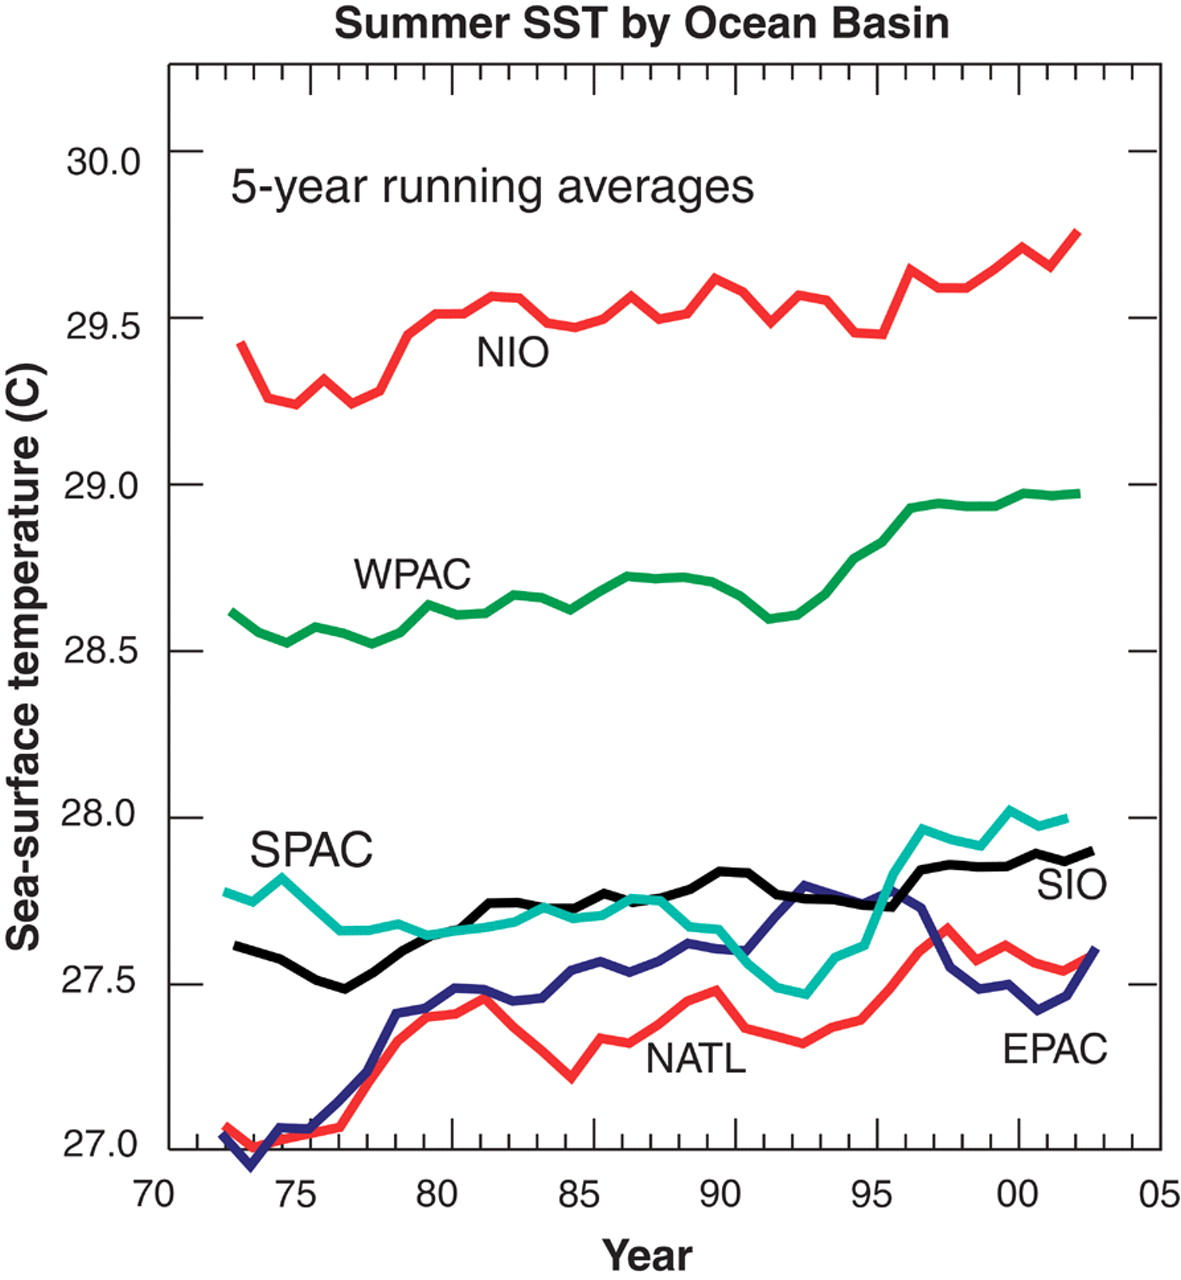 Summer SST by Ocean Basin
30.0
5-year running averages
29.5
NIO
29.0
WPAC
28.5
28.0
SPAC
SIO
27.5
NATL
EPAC
27.0
70 75 80 85 90 95 00 05
Year
Sea-surface temperature (C)